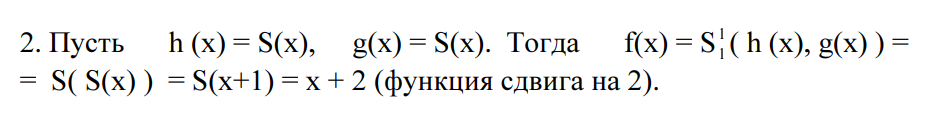 2. Пусть h (x) = S(x), g(x) = S(x). Тогда f(x) = S¹₁ ( h (x), g(x) ) =
= S( S(x) ) = S(x+1) = x + 2 (функция сдвига на 2).